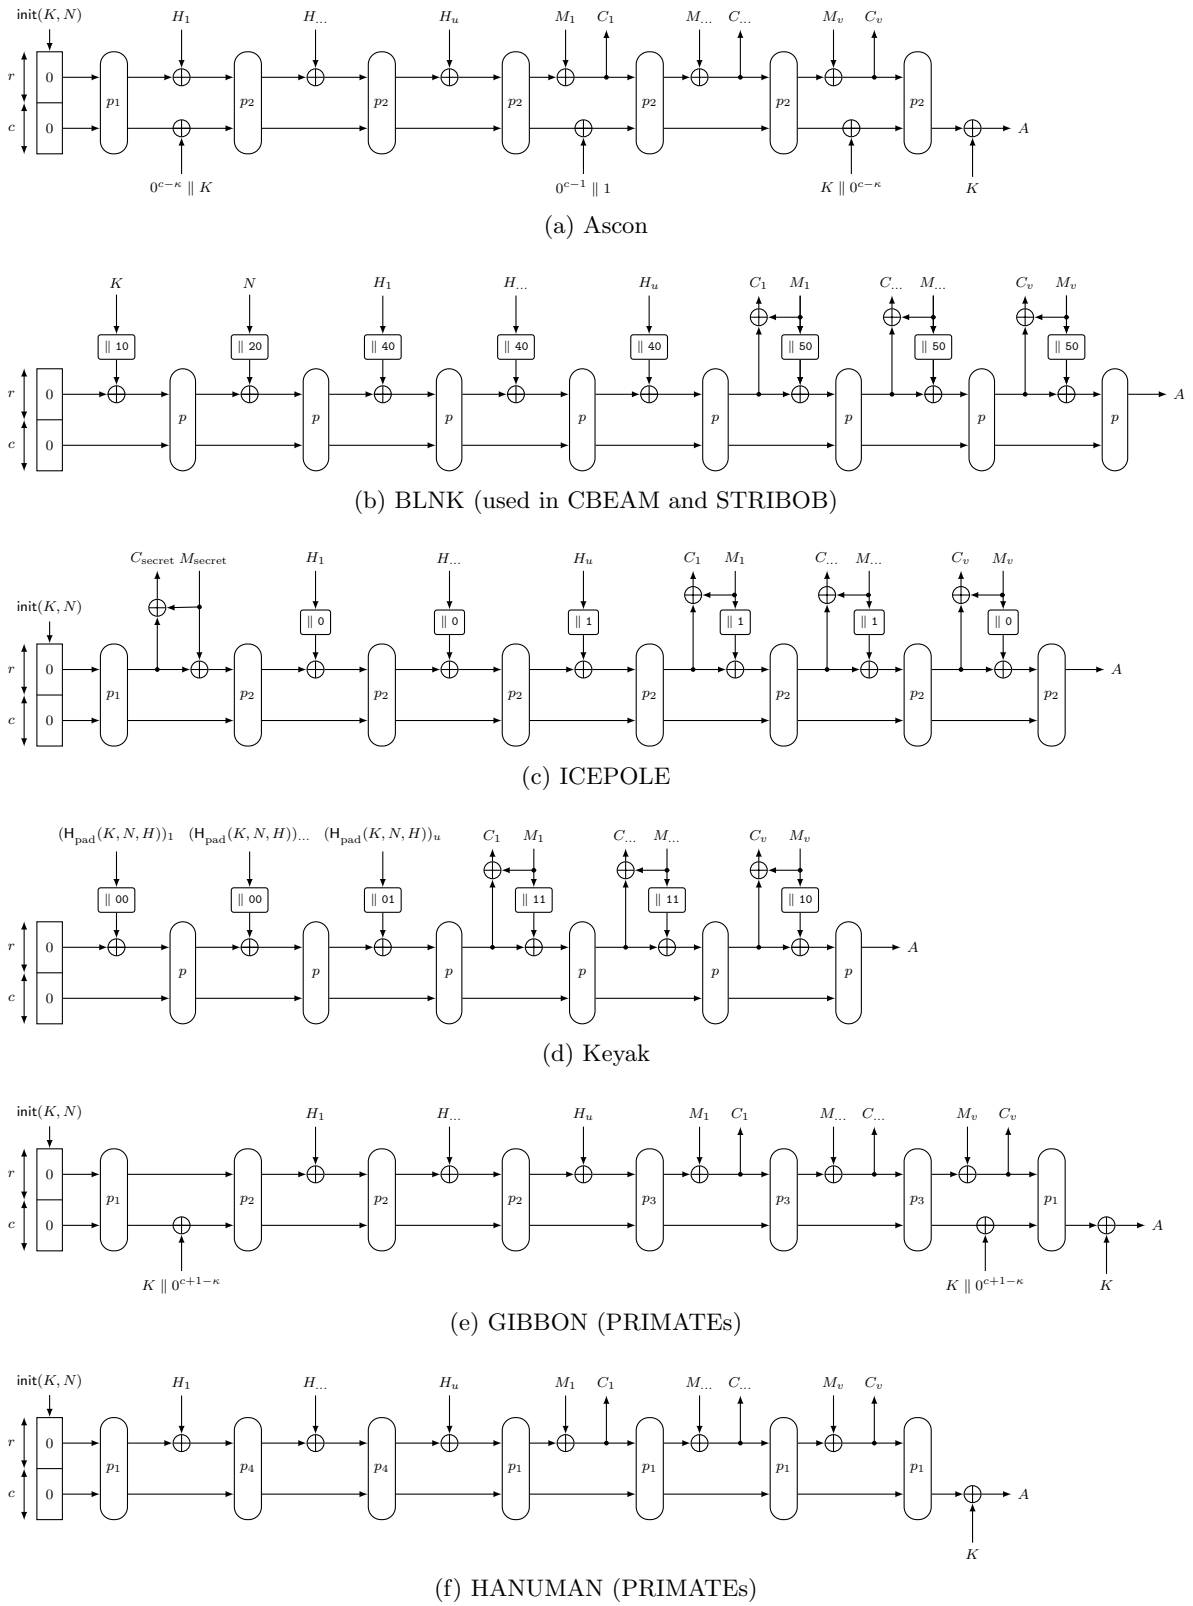 init(K, N) H1 H... Hu M1 C1 M... C... Mv Cv
r 0 p1 p2 p2 p2 p2 p2 p2
c 0 A
0^{c−κ} ∥ K 0^{c−1} ∥ 1 K ∥ 0^{c−κ} K
(a) Ascon
K N H1 H... Hu C1 M1 C... M... Cv Mv
∥ 10 ∥ 20 ∥ 40 ∥ 40 ∥ 40 ∥ 50 ∥ 50 ∥ 50
r 0 A
p p p p p p p p
c 0
(b) BLNK (used in CBEAM and STRIBOB)
Csecret Msecret H1 H... Hu C1 M1 C... M... Cv Mv
init(K, N)
∥ 0 ∥ 0 ∥ 1 ∥ 1 ∥ 1 ∥ 0
r 0 A
p1 p2 p2 p2 p2 p2 p2 p2
c 0
(c) ICEPOLE
(Hpad(K, N, H))1 (Hpad(K, N, H))... (Hpad(K, N, H))u C1 M1 C... M... Cv Mv
∥ 00 ∥ 00 ∥ 01 ∥ 11 ∥ 11 ∥ 10
r 0 A
p p p p p p
c 0
(d) Keyak
init(K, N) H1 H... Hu M1 C1 M... C... Mv Cv
r 0
p1 p2 p2 p2 p3 p3 p3 p1
c 0 A
K ∥ 0^{c+1−κ} K ∥ 0^{c+1−κ} K
(e) GIBBON (PRIMATEs)
init(K, N) H1 H... Hu M1 C1 M... C... Mv Cv
r 0
p1 p4 p4 p1 p1 p1 p1
c 0 A
K
(f) HANUMAN (PRIMATEs)